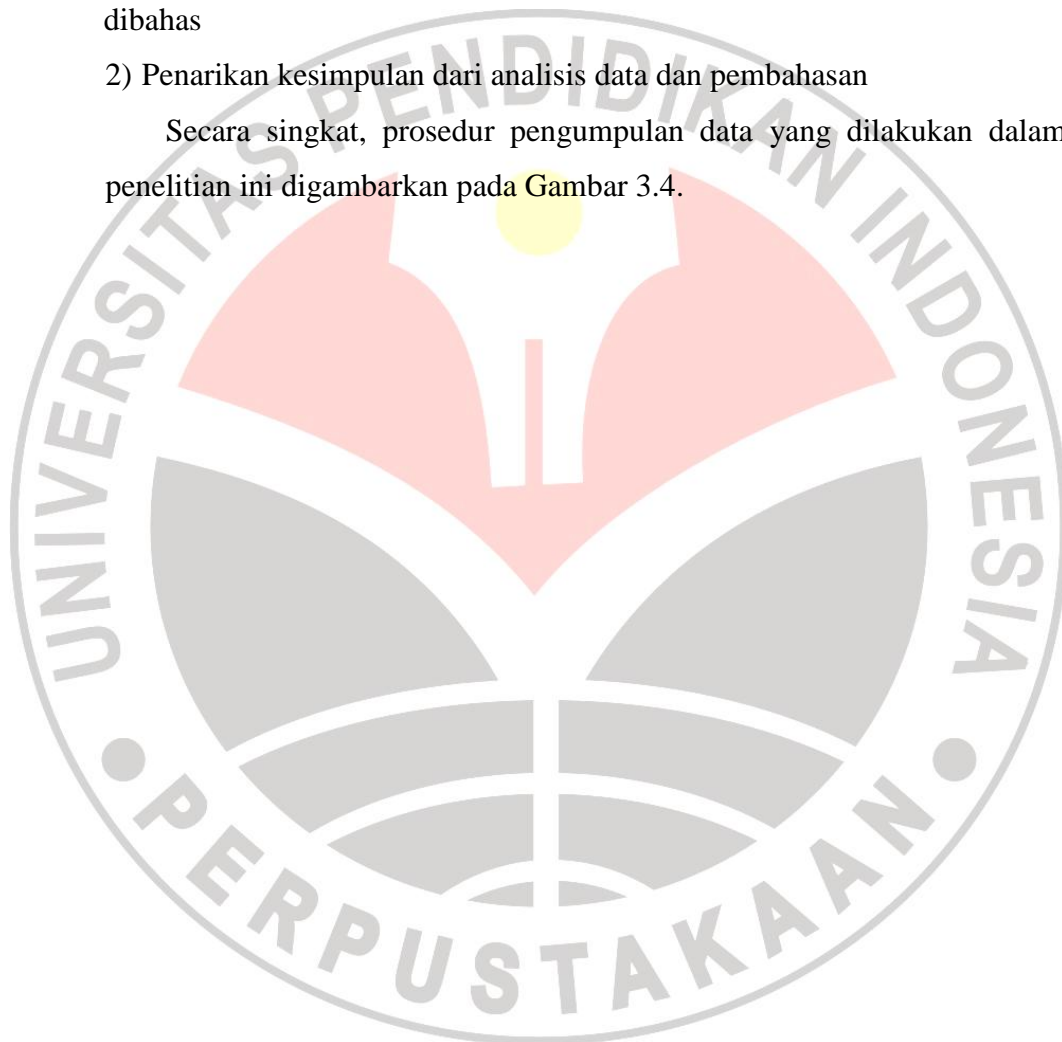 dibahas
2) Penarikan kesimpulan dari analisis data dan pembahasan
Secara singkat, prosedur pengumpulan data yang dilakukan dalam
penelitian ini digambarkan pada Gambar 3.4.
UNIVERSITAS PENDIDIKAN INDONESIA
PERPUSTAKAAN